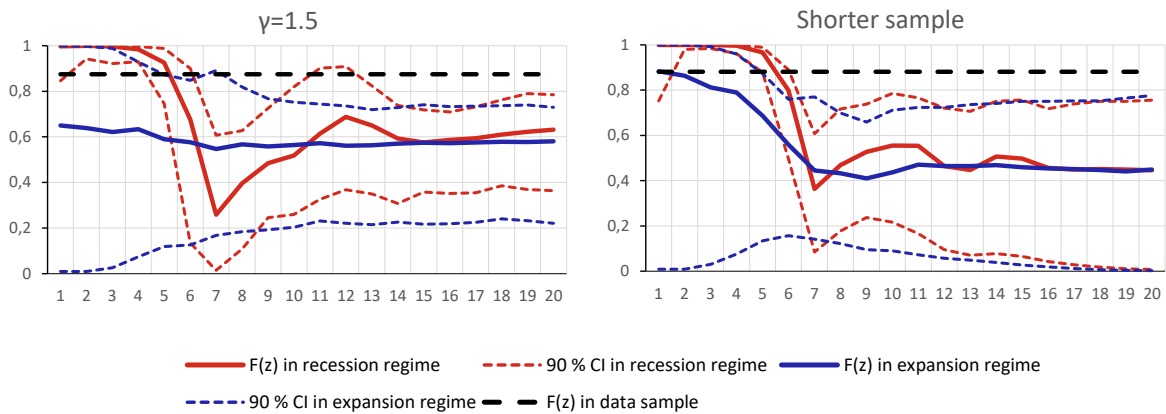 γ=1.5
1
0,8
0,6
0,4
0,2
0
1 2 3 4 5 6 7 8 9 10 11 12 13 14 15 16 17 18 19 20
Shorter sample
1
0,8
0,6
0,4
0,2
0
1 2 3 4 5 6 7 8 9 10 11 12 13 14 15 16 17 18 19 20
F(z) in recession regime 90 % CI in recession regime F(z) in expansion regime
90 % CI in expansion regime F(z) in data sample